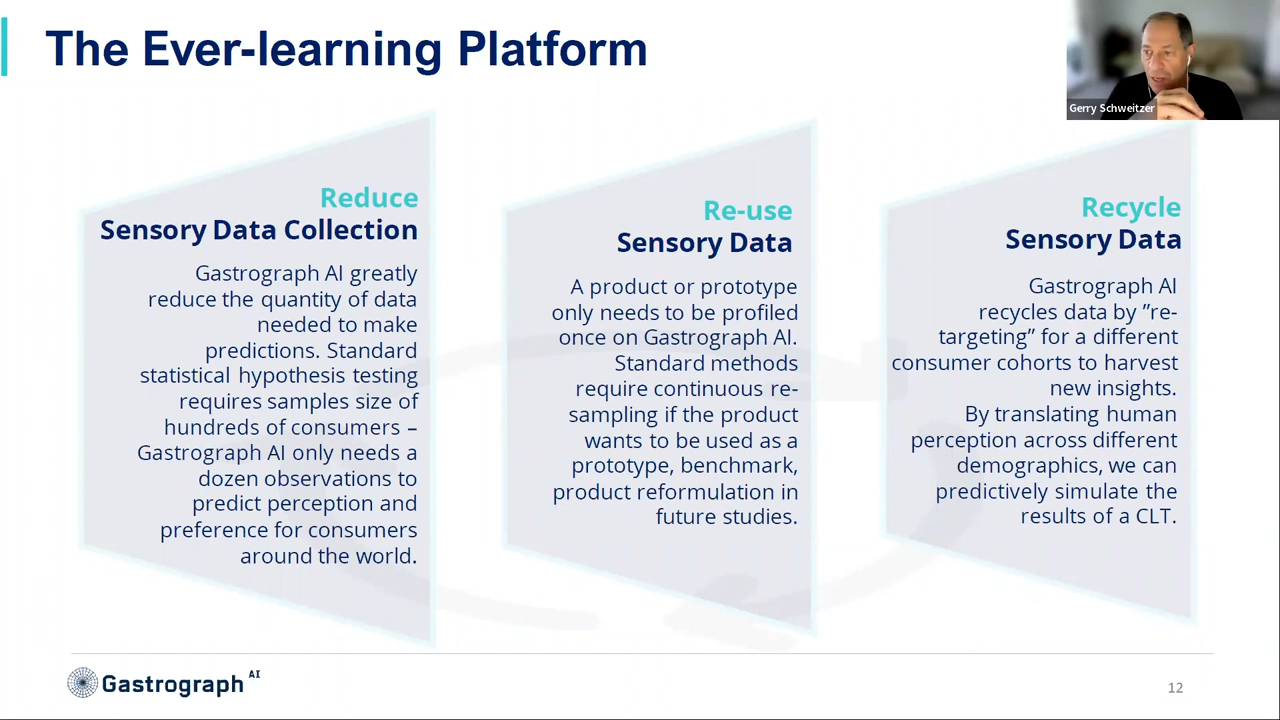 The Ever-learning Platform
Gerry Schweitzer
Reduce
Sensory Data Collection
Gastrograph AI greatly
reduce the quantity of data
needed to make
predictions. Standard
statistical hypothesis testing
requires samples size of
hundreds of consumers –
Gastrograph AI only needs a
dozen observations to
predict perception and
preference for consumers
around the world.
Re-use
Sensory Data
A product or prototype
only needs to be profiled
once on Gastrograph AI.
Standard methods
require continuous re-
sampling if the product
wants to be used as a
prototype, benchmark,
product reformulation in
future studies.
Recycle
Sensory Data
Gastrograph AI
recycles data by ”re-
targeting” for a different
consumer cohorts to harvest
new insights.
By translating human
perception across different
demographics, we can
predictively simulate the
results of a CLT.
Gastrograph AI
12